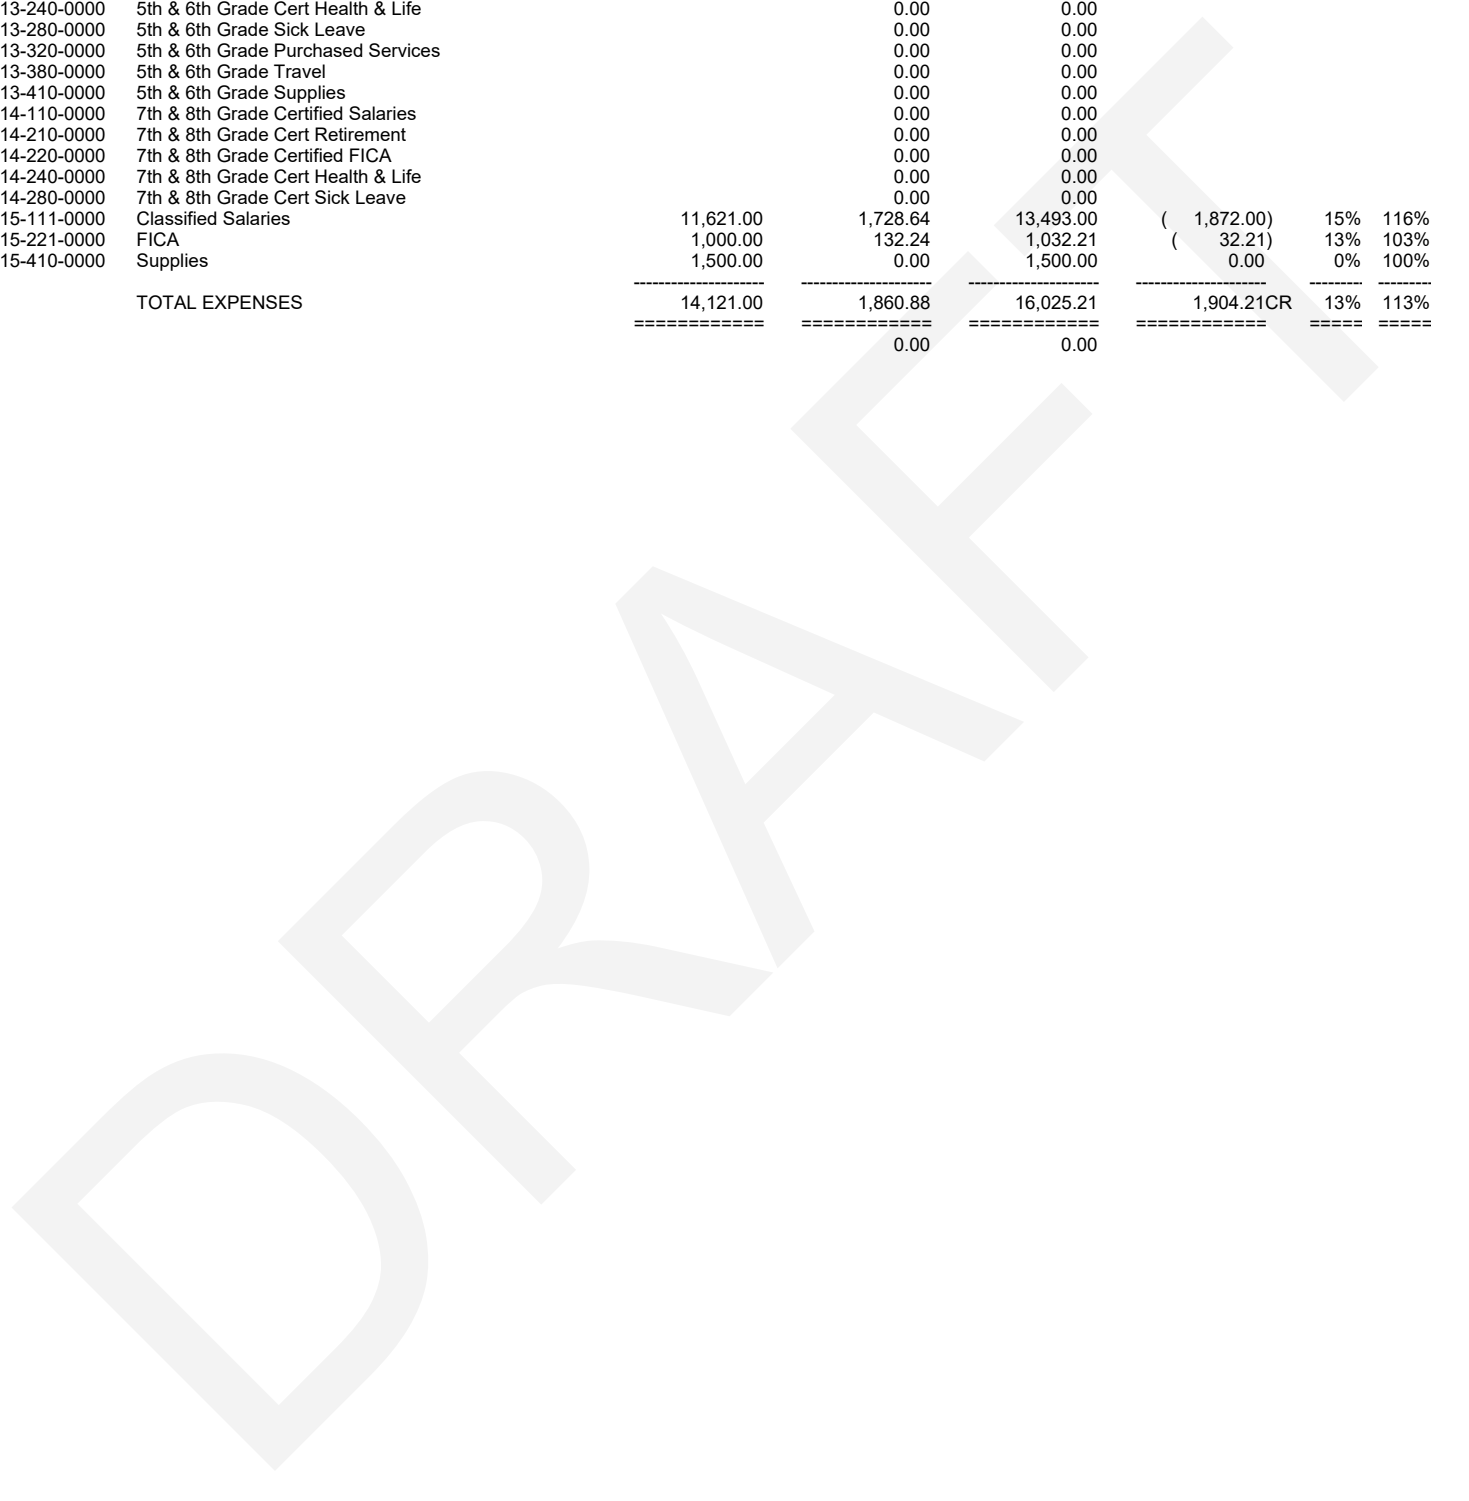 13-240-0000 5th & 6th Grade Cert Health & Life 0.00 0.00
13-280-0000 5th & 6th Grade Sick Leave 0.00 0.00
13-320-0000 5th & 6th Grade Purchased Services 0.00 0.00
13-380-0000 5th & 6th Grade Travel 0.00 0.00
13-410-0000 5th & 6th Grade Supplies 0.00 0.00
14-110-0000 7th & 8th Grade Certified Salaries 0.00 0.00
14-210-0000 7th & 8th Grade Cert Retirement 0.00 0.00
14-220-0000 7th & 8th Grade Certified FICA 0.00 0.00
14-240-0000 7th & 8th Grade Cert Health & Life 0.00 0.00
14-280-0000 7th & 8th Grade Cert Sick Leave 0.00 0.00
15-111-0000 Classified Salaries 11,621.00 1,728.64 13,493.00 ( 1,872.00) 15% 116%
15-221-0000 FICA 1,000.00 132.24 1,032.21 ( 32.21) 13% 103%
15-410-0000 Supplies 1,500.00 0.00 1,500.00 0.00 0% 100%
--------------------- --------------------- --------------------- --------------------- -------- --------
TOTAL EXPENSES 14,121.00 1,860.88 16,025.21 1,904.21CR 13% 113%
============ ============ ============ ============ ===== =====
0.00 0.00
DRAFT